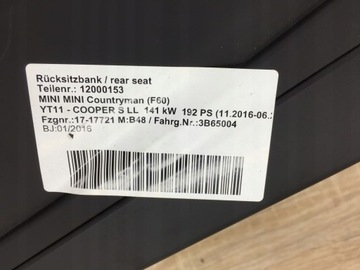 Rücksitzbank / rear seat
Teilenr.: 12000153
MINI MINI Countryman (F60)
YT11 - COOPER S LL 141 kW 192 PS (11.2016-06.2
Fzgnr.:17-17721 M:B48 / Fahrg.Nr.:3B65004
BJ:01/2016